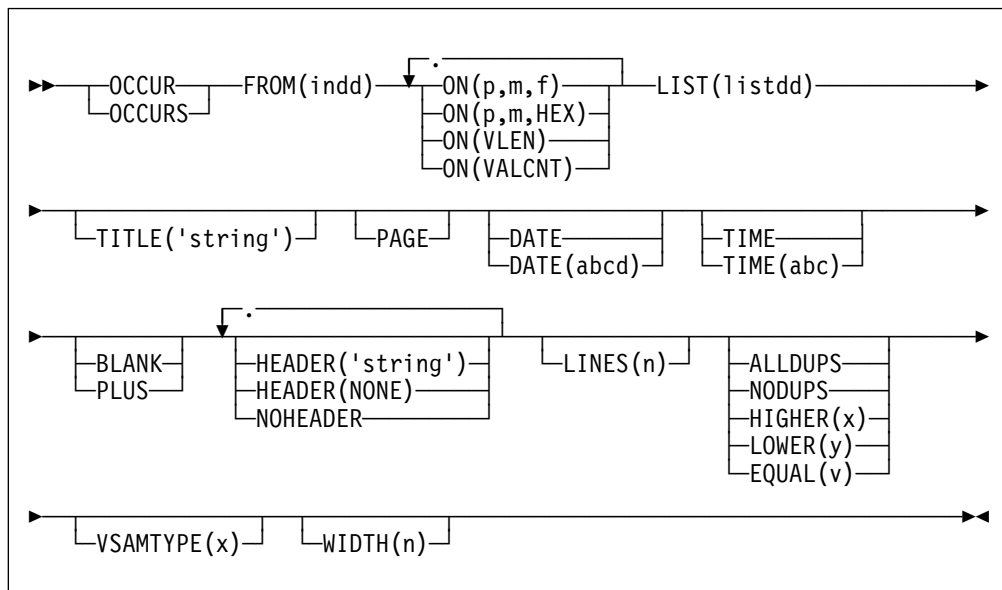 OCCUR FROM(indd) ON(p,m,f) LIST(listdd)
OCCURS ON(p,m,HEX)
ON(VLEN)
ON(VALCNT)
TITLE('string') PAGE DATE TIME
DATE(abcd) TIME(abc)
BLANK HEADER('string') LINES(n) ALLDUPS
PLUS HEADER(NONE) NODUPS
NOHEADER HIGHER(x)
LOWER(y)
EQUAL(v)
VSAMTYPE(x) WIDTH(n)